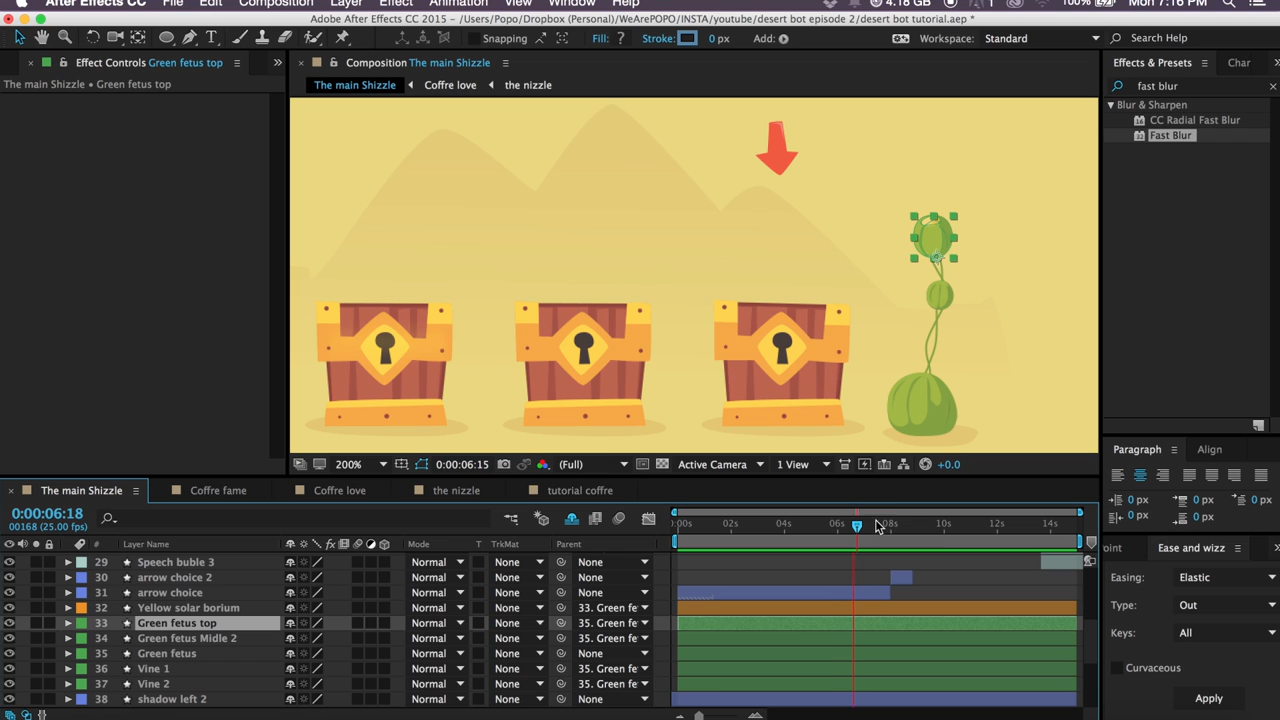 After Effects CC File Edit Composition Layer Effect Animation View Window Help 4.18 GB 1 100% Mon 7:16 PM
Adobe After Effects CC 2015 - /Users/Popo/Dropbox (Personal)/WeArePOPO/INSTA/youtube/desert bot episode 2/desert bot tutorial.aep *
Snapping Fill: ? Stroke: 0 px Add: Workspace: Standard Search Help
Effect Controls Green fetus top Composition The main Shizzle Effects & Presets Char
The main Shizzle • Green fetus top The main Shizzle Coffre love the nizzle fast blur
Blur & Sharpen
CC Radial Fast Blur
Fast Blur
200% 0:00:06:15 (Full) Active Camera 1 View +0.0
Paragraph Align
The main Shizzle Coffre fame Coffre love the nizzle tutorial coffre
0 px 0 px 0 px
0 px 0 px
0:00:06:18
00168 (25.00 fps)
:00s 02s 04s 06s 08s 10s 12s 14s
Layer Name Mode T TrkMat Parent
oint Ease and wizz
29 Speech buble 3 Normal None None
30 arrow choice 2 Normal None None
31 arrow choice Normal None None
32 Yellow solar borium Normal None 33. Green fe
33 Green fetus top Normal None 35. Green fe
34 Green fetus Midle 2 Normal None 35. Green fe
35 Green fetus Normal None None
36 Vine 1 Normal None 35. Green fe
37 Vine 2 Normal None 35. Green fe
38 shadow left 2 Normal None None
Easing: Elastic
Type: Out
Keys: All
Curvaceous
Apply